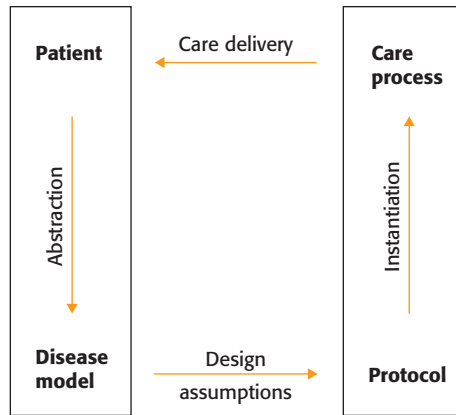 Patient
Care delivery
Care
process
Abstraction
Instantiation
Disease
model
Design
assumptions
Protocol